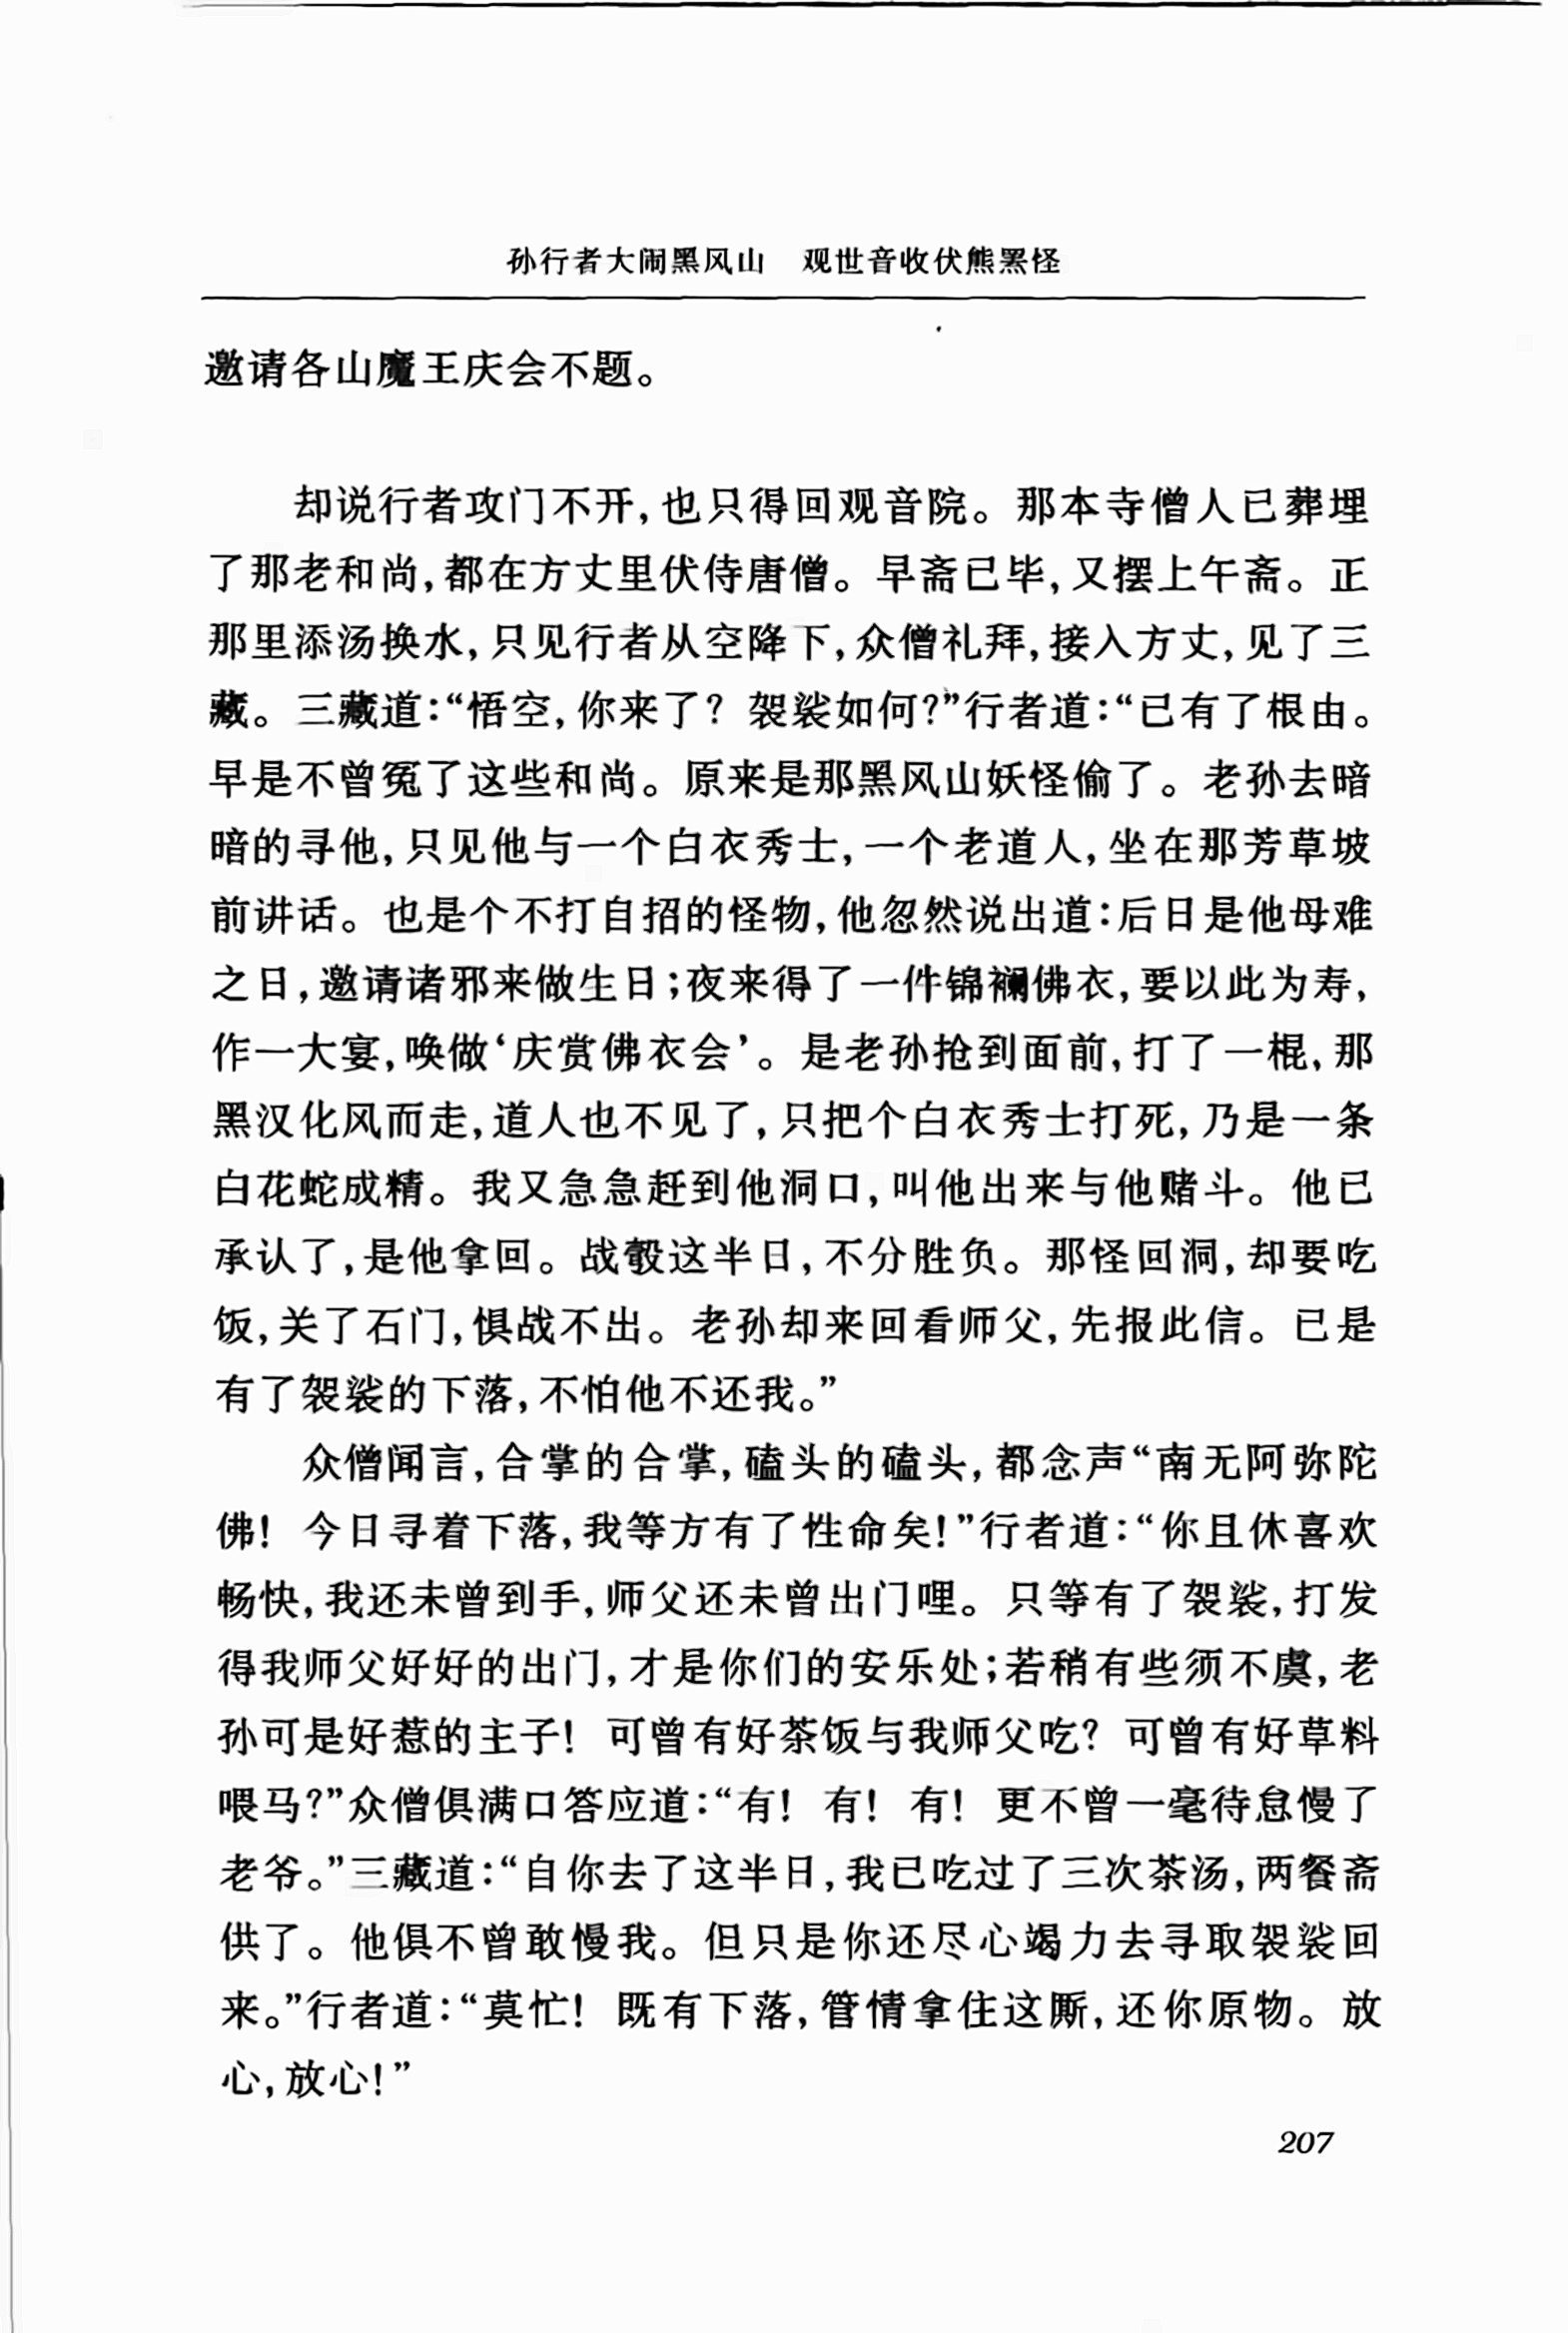 孙行者大闹黑风山　观世音收伏熊罴怪
邀请各山魔王庆会不题。
却说行者攻门不开,也只得回观音院。那本寺僧人已葬埋
了那老和尚,都在方丈里伏侍唐僧。早斋已毕,又摆上午斋。正
那里添汤换水,只见行者从空降下,众僧礼拜,接入方丈,见了三
藏。三藏道:“悟空,你来了? 袈裟如何?”行者道:“已有了根由。
早是不曾冤了这些和尚。原来是那黑风山妖怪偷了。老孙去暗
暗的寻他,只见他与一个白衣秀士,一个老道人,坐在那芳草坡
前讲话。也是个不打自招的怪物,他忽然说出道:后日是他母难
之日,邀请诸邪来做生日;夜来得了一件锦襕佛衣,要以此为寿,
作一大宴,唤做‘庆赏佛衣会’。是老孙抢到面前,打了一棍,那
黑汉化风而走,道人也不见了,只把个白衣秀士打死,乃是一条
白花蛇成精。我又急急赶到他洞口,叫他出来与他赌斗。他已
承认了,是他拿回。战彀这半日,不分胜负。那怪回洞,却要吃
饭,关了石门,惧战不出。老孙却来回看师父,先报此信。已是
有了袈裟的下落,不怕他不还我。”
众僧闻言,合掌的合掌,磕头的磕头,都念声“南无阿弥陀
佛! 今日寻着下落,我等方有了性命矣!”行者道:“你且休喜欢
畅快,我还未曾到手,师父还未曾出门哩。只等有了袈裟,打发
得我师父好好的出门,才是你们的安乐处;若稍有些须不虞,老
孙可是好惹的主子! 可曾有好茶饭与我师父吃? 可曾有好草料
喂马?”众僧俱满口答应道:“有! 有! 有! 更不曾一毫待怠慢了
老爷。”三藏道:“自你去了这半日,我已吃过了三次茶汤,两餐斋
供了。他俱不曾敢慢我。但只是你还尽心竭力去寻取袈裟回
来。”行者道:“莫忙! 既有下落,管情拿住这厮,还你原物。放
心,放心!”
207